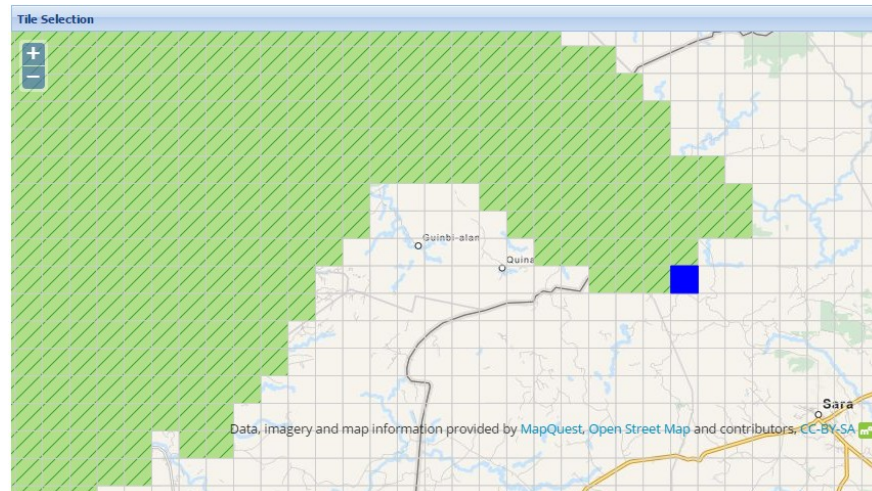 Tile Selection
+
−
Guinbi-alan
Quina
Sara
Data, imagery and map information provided by MapQuest, Open Street Map and contributors, CC-BY-SA